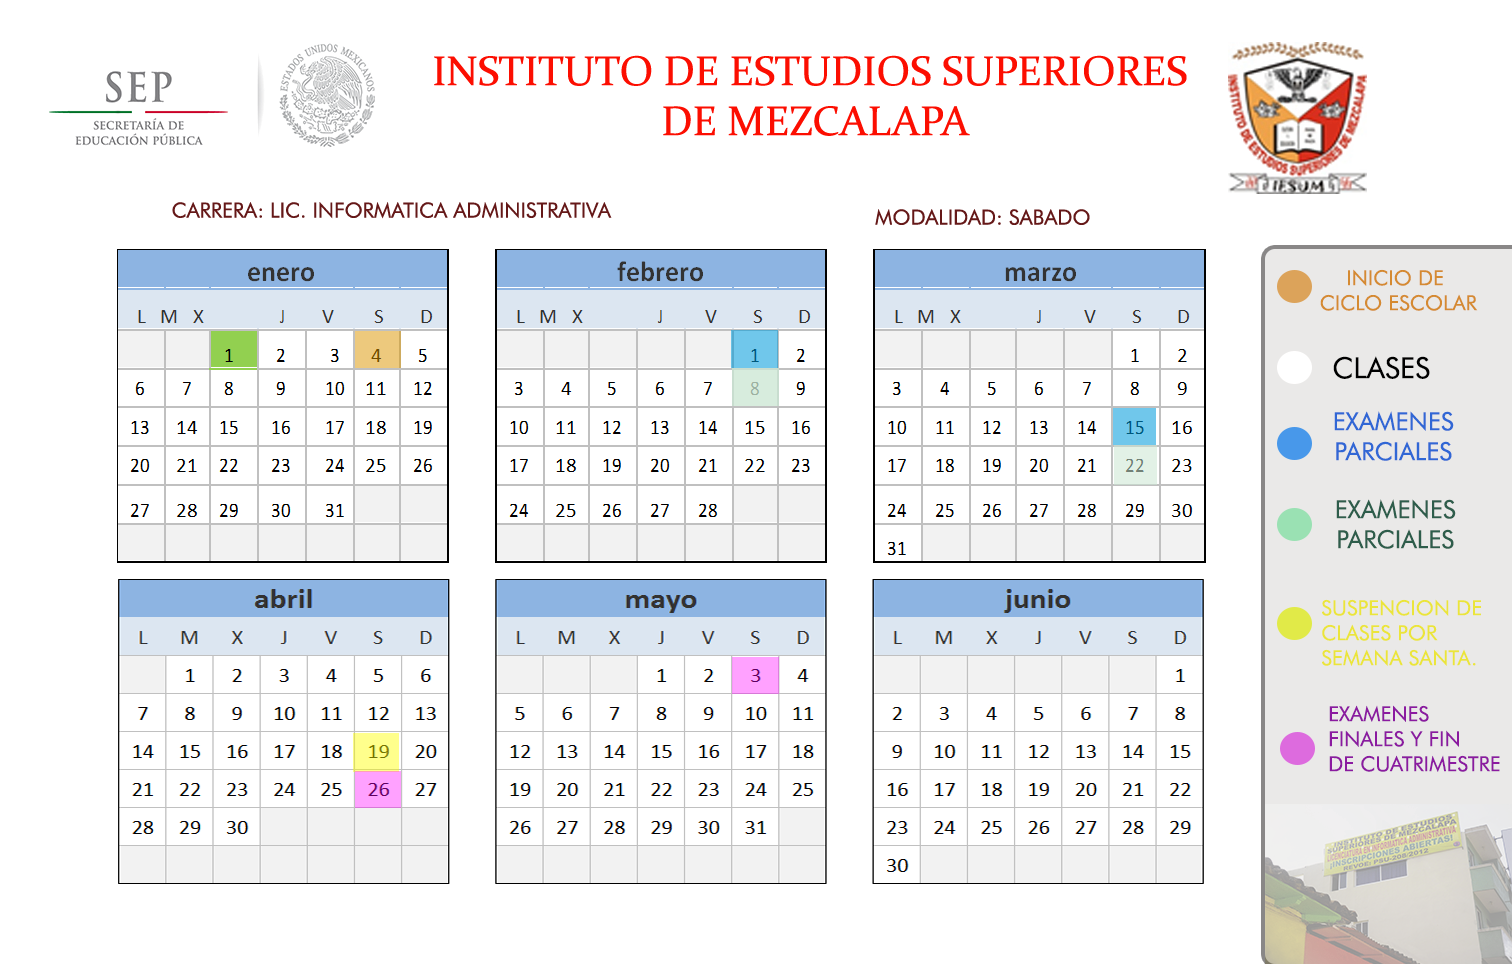 SEP
SECRETARÍA DE
EDUCACIÓN PÚBLICA
ESTADOS UNIDOS MEXICANOS
INSTITUTO DE ESTUDIOS SUPERIORES
DE MEZCALAPA
INSTITUTO DE ESTUDIOS SUPERIORES DE MEZCALAPA
IESUM
CARRERA: LIC. INFORMATICA ADMINISTRATIVA
MODALIDAD: SABADO
enero
L M X J V S D
1 2 3 4 5
6 7 8 9 10 11 12
13 14 15 16 17 18 19
20 21 22 23 24 25 26
27 28 29 30 31
febrero
L M X J V S D
1 2
3 4 5 6 7 8 9
10 11 12 13 14 15 16
17 18 19 20 21 22 23
24 25 26 27 28
marzo
L M X J V S D
1 2
3 4 5 6 7 8 9
10 11 12 13 14 15 16
17 18 19 20 21 22 23
24 25 26 27 28 29 30
31
abril
L M X J V S D
1 2 3 4 5 6
7 8 9 10 11 12 13
14 15 16 17 18 19 20
21 22 23 24 25 26 27
28 29 30
mayo
L M X J V S D
1 2 3 4
5 6 7 8 9 10 11
12 13 14 15 16 17 18
19 20 21 22 23 24 25
26 27 28 29 30 31
junio
L M X J V S D
1
2 3 4 5 6 7 8
9 10 11 12 13 14 15
16 17 18 19 20 21 22
23 24 25 26 27 28 29
30
INICIO DE
CICLO ESCOLAR
CLASES
EXAMENES
PARCIALES
EXAMENES
PARCIALES
SUSPENCION DE
CLASES POR
SEMANA SANTA.
EXAMENES
FINALES Y FIN
DE CUATRIMESTRE
INSTITUTO DE ESTUDIOS
SUPERIORES DE MEZCALAPA
LICENCIATURA EN INFORMATICA ADMINISTRATIVA
¡INSCRIPCIONES ABIERTAS!